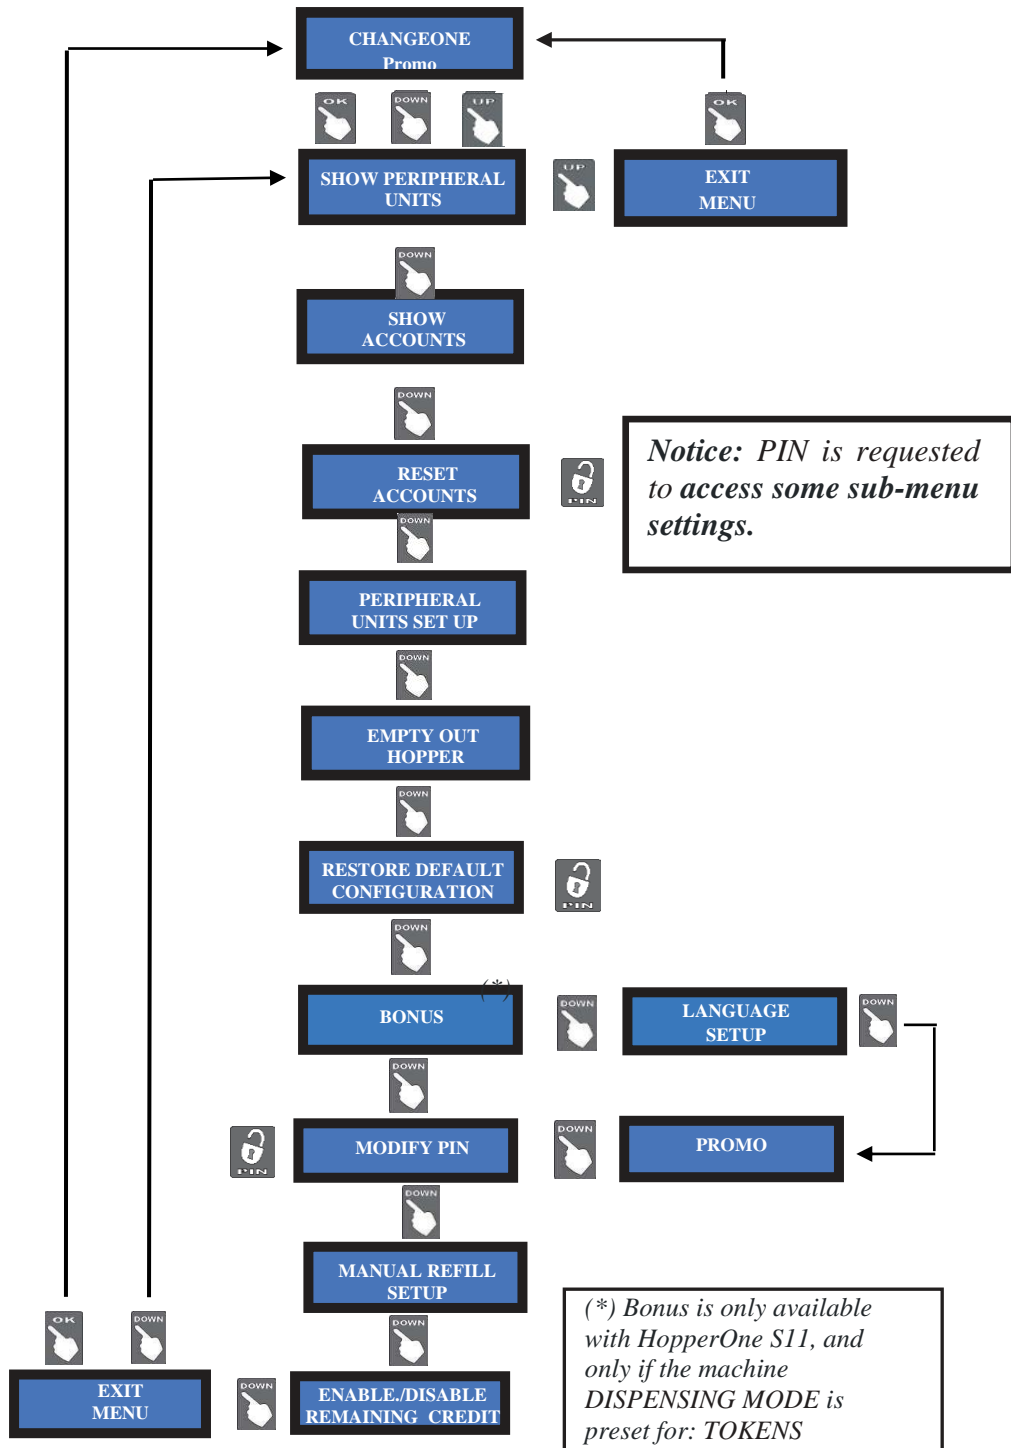 CHANGEONE
Promo
OK
DOWN
UP
OK
SHOW PERIPHERAL
UNITS
UP
EXIT
MENU
DOWN
SHOW
ACCOUNTS
DOWN
RESET
ACCOUNTS
PIN
Notice: PIN is requested
to access some sub-menu
settings.
DOWN
PERIPHERAL
UNITS SET UP
DOWN
EMPTY OUT
HOPPER
DOWN
RESTORE DEFAULT
CONFIGURATION
PIN
DOWN
(*)
BONUS
DOWN
LANGUAGE
SETUP
DOWN
DOWN
PIN
MODIFY PIN
DOWN
PROMO
DOWN
MANUAL REFILL
SETUP
OK
DOWN
DOWN
EXIT
MENU
DOWN
ENABLE./DISABLE
REMAINING CREDIT
(*) Bonus is only available
with HopperOne S11, and
only if the machine
DISPENSING MODE is
preset for: TOKENS